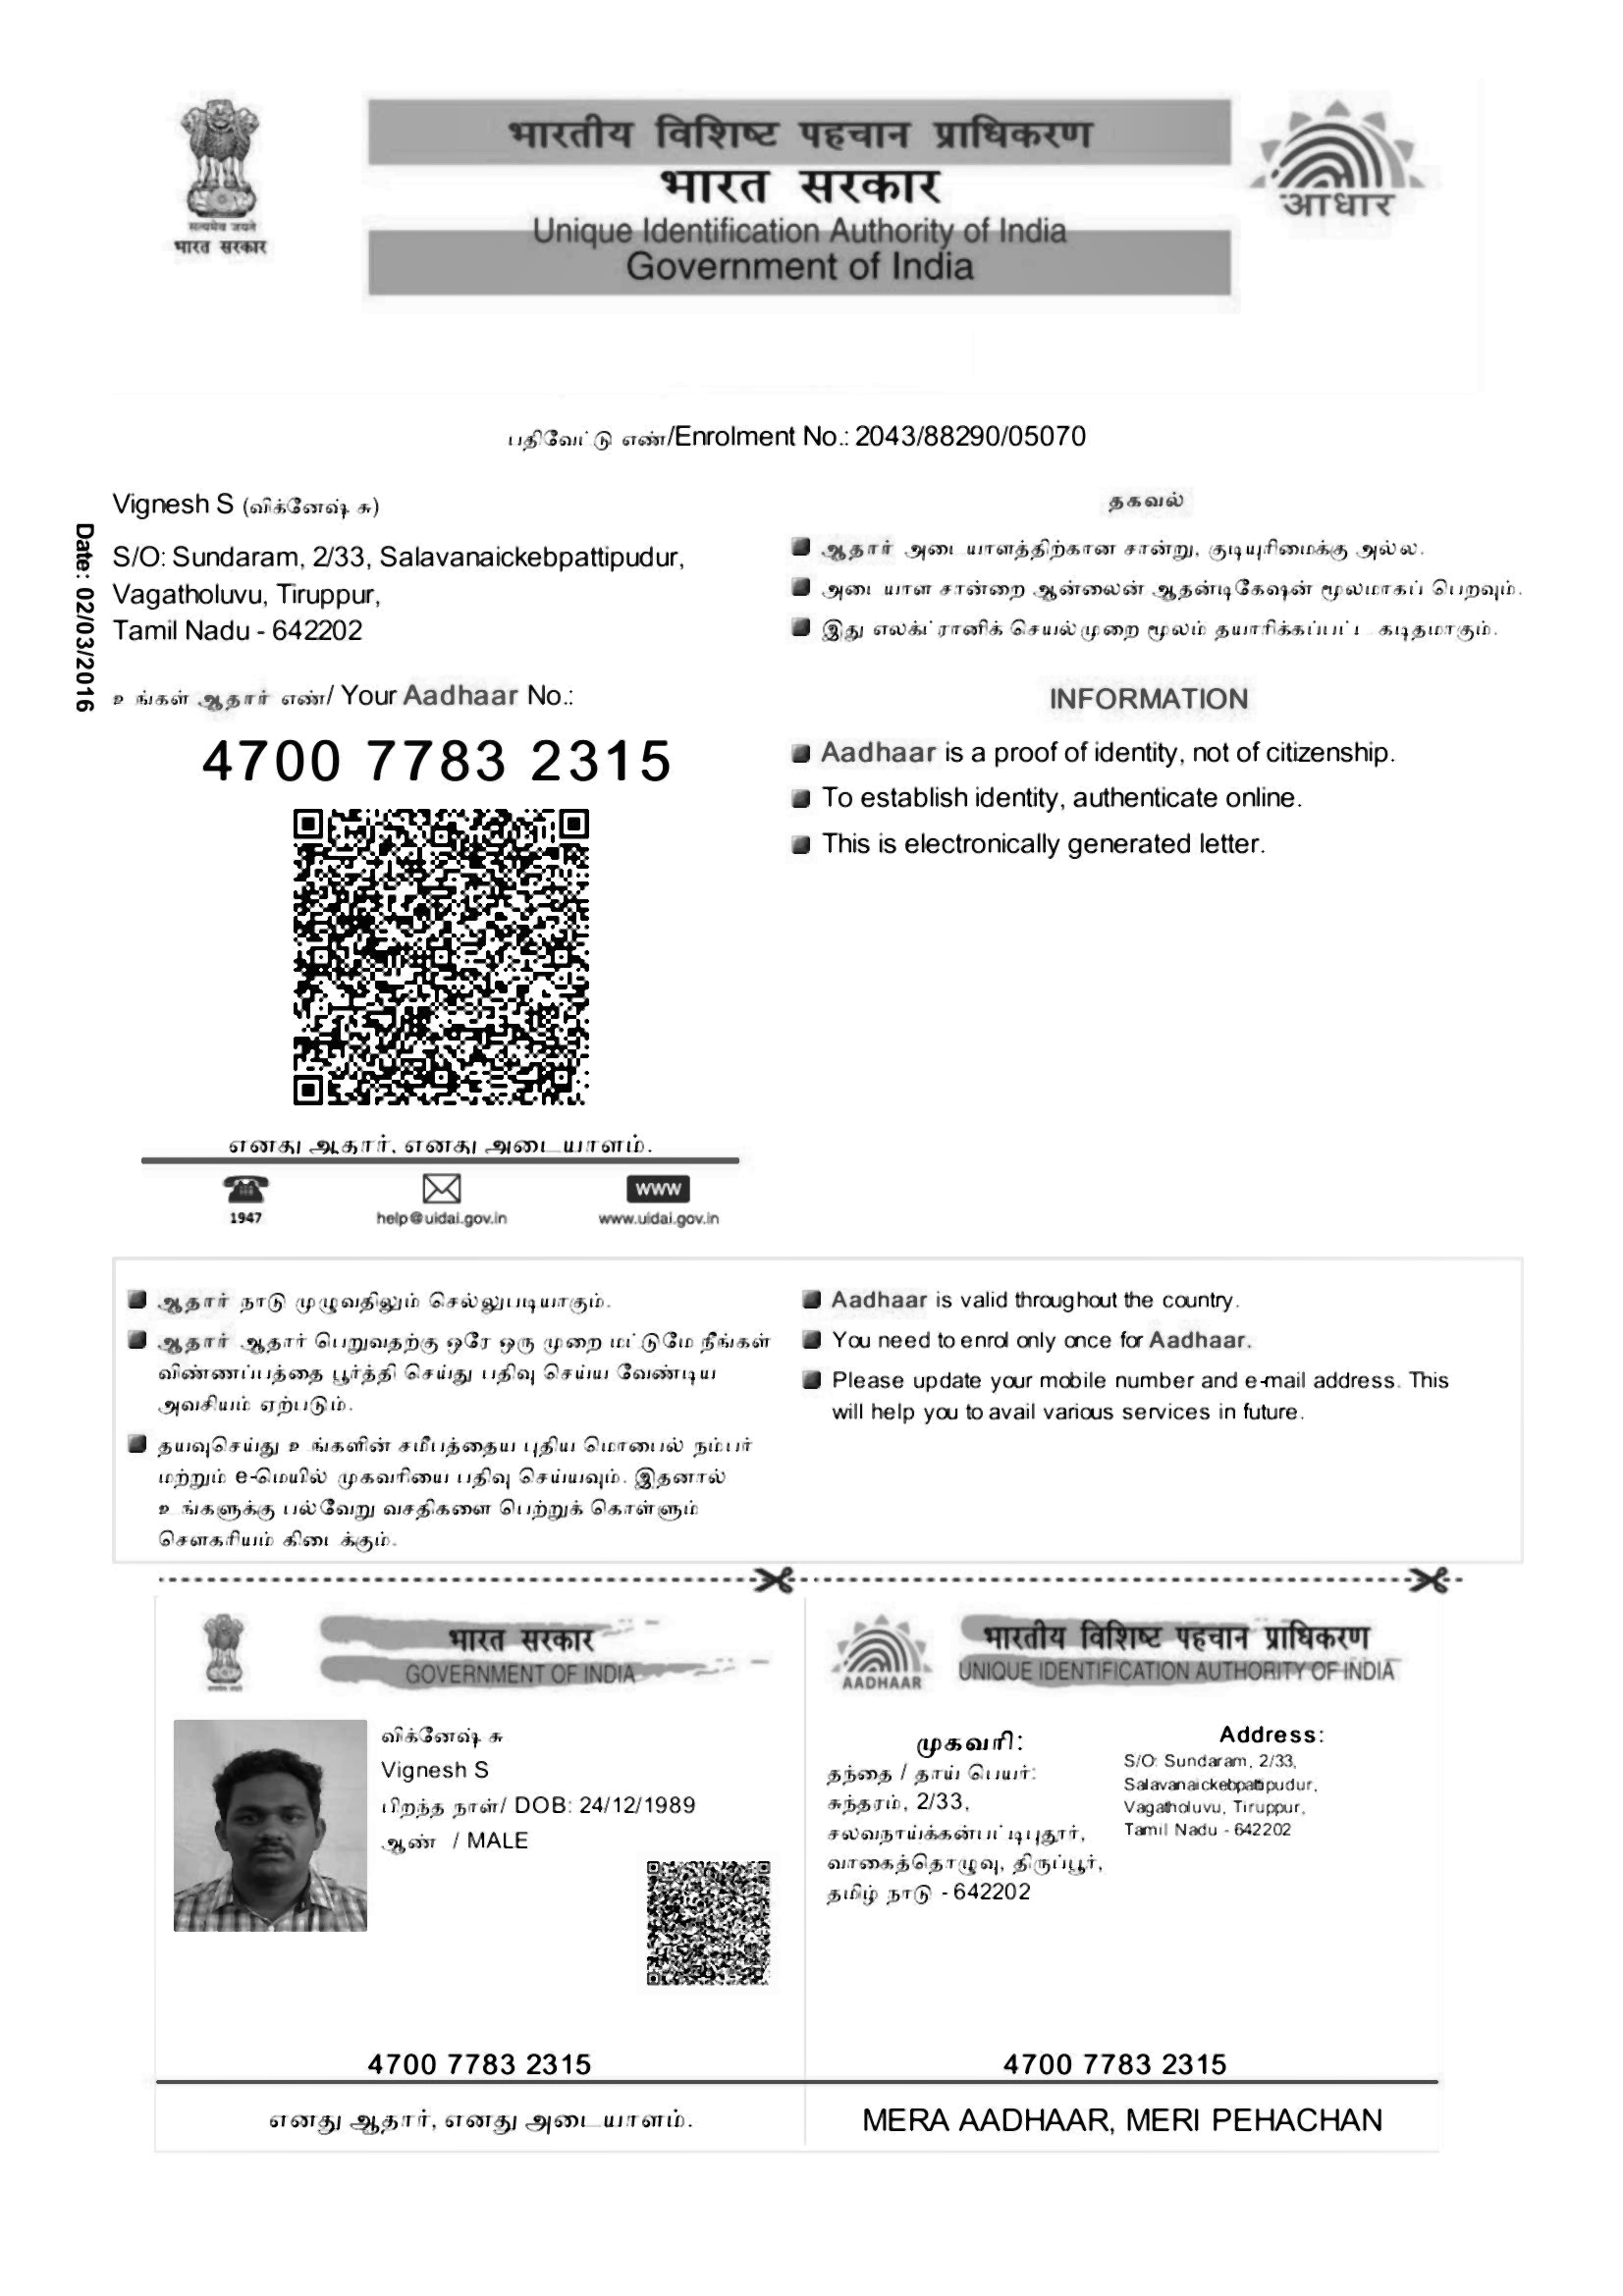 सत्यमेव जयते
भारत सरकार
भारतीय विशिष्ट पहचान प्राधिकरण
भारत सरकार
Unique Identification Authority of India
Government of India
आधार
பதிவேட்டு எண்/Enrolment No.: 2043/88290/05070
Date: 02/03/2016
Vignesh S (விக்னேஷ் சு)
S/O: Sundaram, 2/33, Salavanaickebpattipudur,
Vagatholuvu, Tiruppur,
Tamil Nadu - 642202
உங்கள் ஆதார் எண்/ Your Aadhaar No.:
4700 7783 2315
எனது ஆதார், எனது அடையாளம்.
1947
help@uidai.gov.in
www
www.uidai.gov.in
தகவல்
ஆதார் அடையாளத்திற்கான சான்று, குடியுரிமைக்கு அல்ல.
அடையாள சான்றை ஆன்லைன் ஆதன்டிகேஷன் மூலமாகப் பெறவும்.
இது எலக்ட்ரானிக் செயல்முறை மூலம் தயாரிக்கப்பட்ட கடிதமாகும்.
INFORMATION
Aadhaar is a proof of identity, not of citizenship.
To establish identity, authenticate online.
This is electronically generated letter.
ஆதார் நாடு முழுவதிலும் செல்லுபடியாகும்.
ஆதார் ஆதார் பெறுவதற்கு ஒரே ஒரு முறை மட்டுமே நீங்கள்
விண்ணப்பத்தை பூர்த்தி செய்து பதிவு செய்ய வேண்டிய
அவசியம் ஏற்படும்.
தயவுசெய்து உங்களின் சமீபத்தைய புதிய மொபைல் நம்பர்
மற்றும் e-மெயில் முகவரியை பதிவு செய்யவும். இதனால்
உங்களுக்கு பல்வேறு வசதிகளை பெற்றுக் கொள்ளும்
சௌகரியம் கிடைக்கும்.
Aadhaar is valid throughout the country.
You need to enrol only once for Aadhaar.
Please update your mobile number and e-mail address. This
will help you to avail various services in future.
भारत सरकार
GOVERNMENT OF INDIA
விக்னேஷ் சு
Vignesh S
பிறந்த நாள்/ DOB: 24/12/1989
ஆண் / MALE
4700 7783 2315
எனது ஆதார், எனது அடையாளம்.
AADHAAR
भारतीय विशिष्ट पहचान प्राधिकरण
UNIQUE IDENTIFICATION AUTHORITY OF INDIA
முகவரி:
தந்தை / தாய் பெயர்:
சுந்தரம், 2/33,
சலவநாய்க்கன்பட்டிபுதூர்,
வாகைத்தொழுவு, திருப்பூர்,
தமிழ் நாடு - 642202
Address:
S/O: Sundaram, 2/33,
Salavanaickebpattipudur,
Vagatholuvu, Tiruppur,
Tamil Nadu - 642202
4700 7783 2315
MERA AADHAAR, MERI PEHACHAN